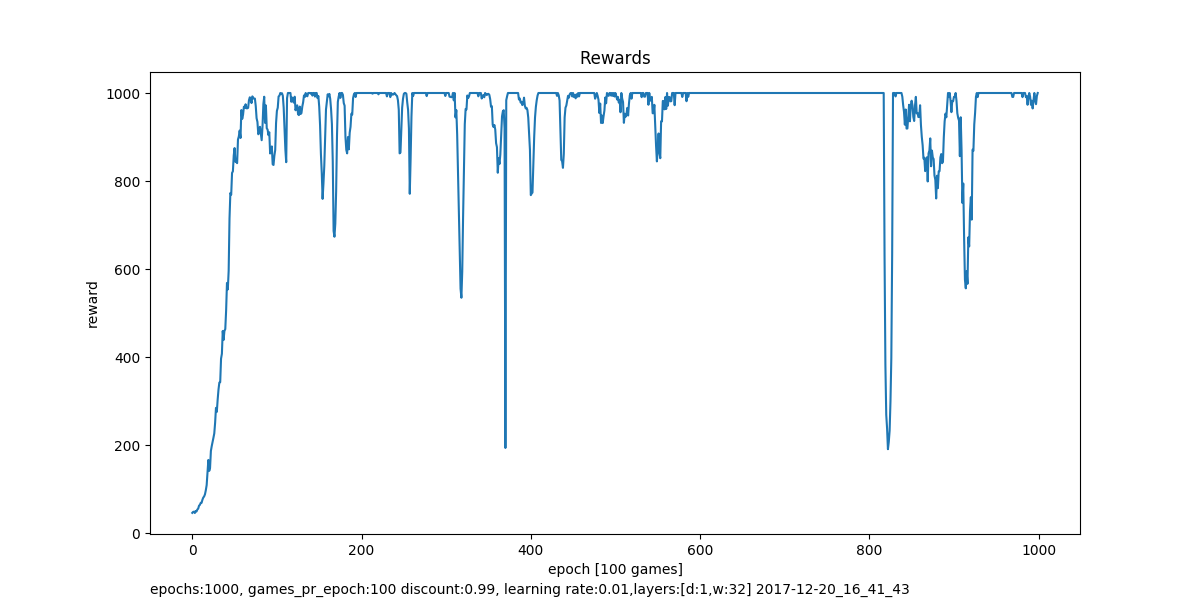 Rewards
1000
800
600
400
200
0
reward
0 200 400 600 800 1000
epoch [100 games]
epochs:1000, games_pr_epoch:100 discount:0.99, learning rate:0.01,layers:[d:1,w:32] 2017-12-20_16_41_43